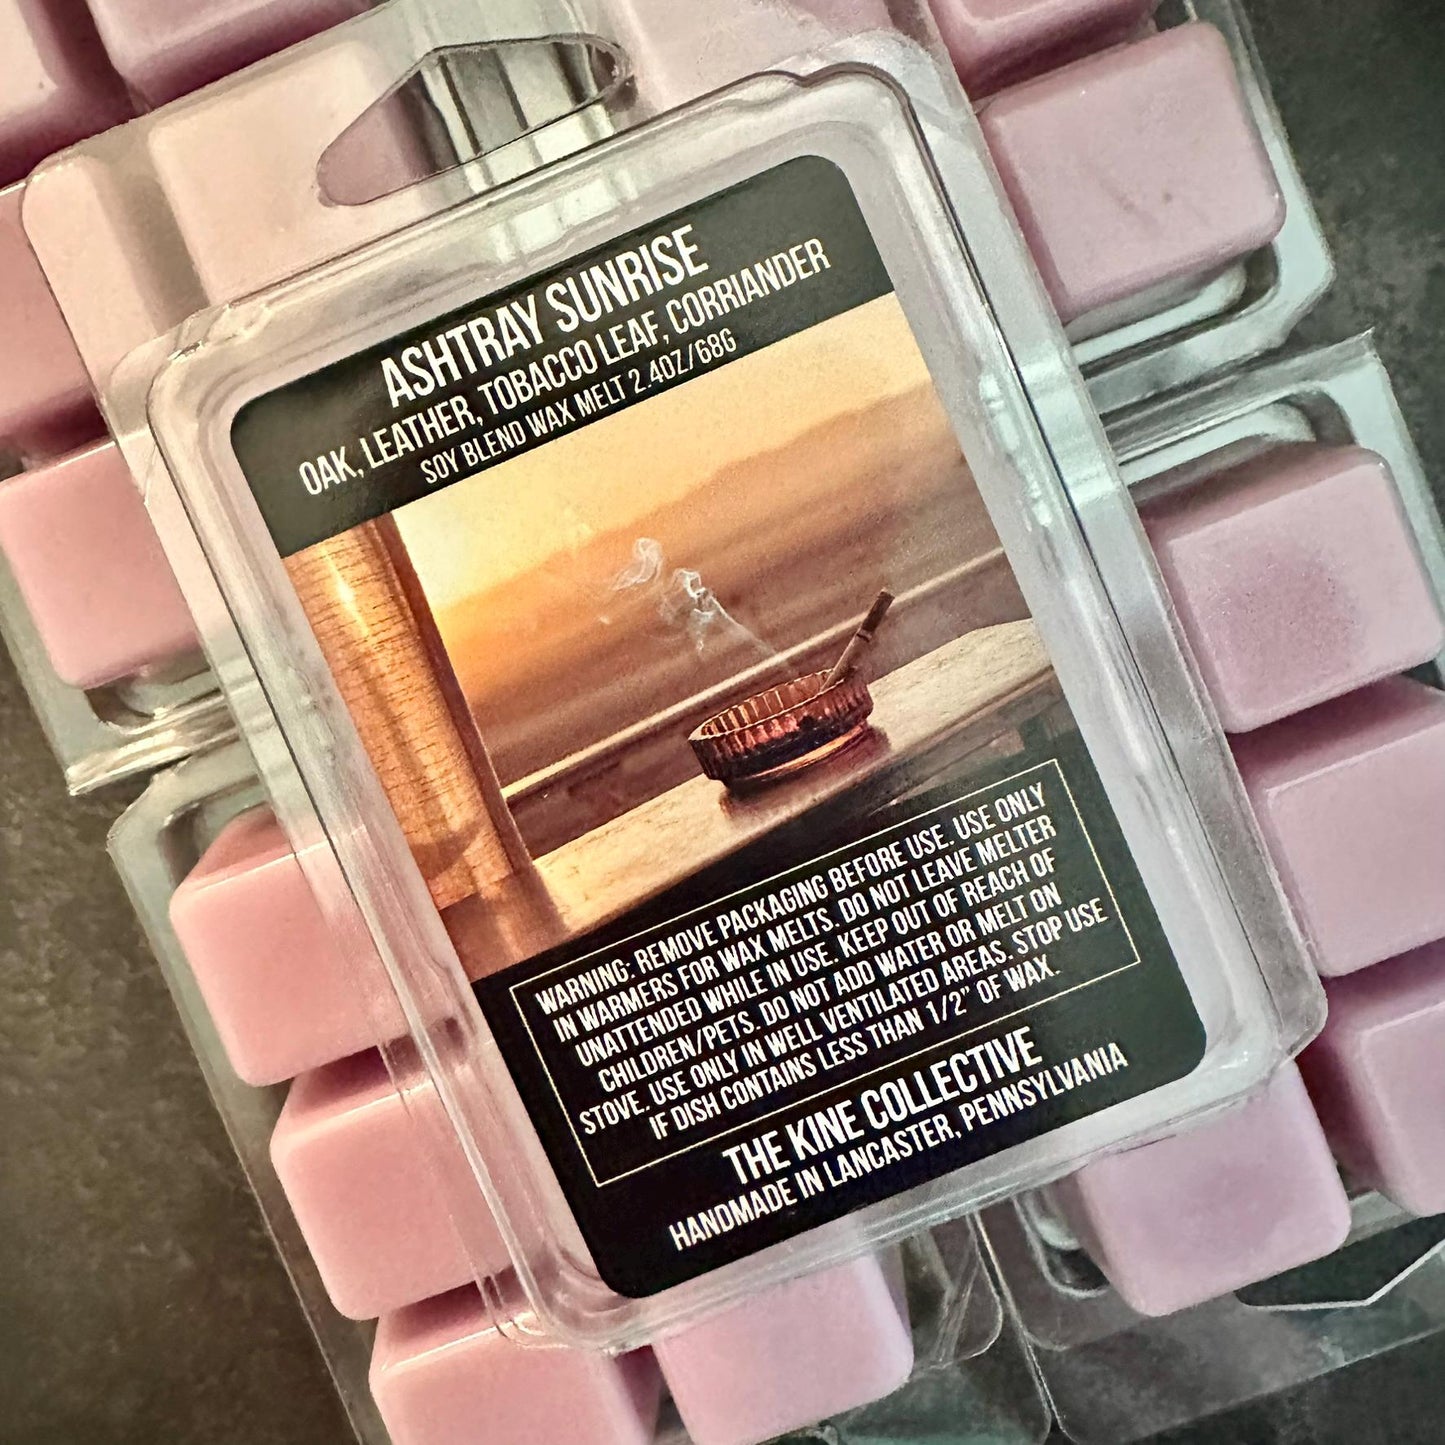 ASHTRAY SUNRISE
OAK, LEATHER, TOBACCO LEAF, CORRIANDER
SOY BLEND WAX MELT 2.4OZ/68G
WARNING: REMOVE PACKAGING BEFORE USE. USE ONLY
IN WARMERS FOR WAX MELTS. DO NOT LEAVE MELTER
UNATTENDED WHILE IN USE. KEEP OUT OF REACH OF
CHILDREN/PETS. DO NOT ADD WATER OR MELT ON
STOVE. USE ONLY IN WELL VENTILATED AREAS. STOP USE
IF DISH CONTAINS LESS THAN 1/2" OF WAX.
THE KINE COLLECTIVE
HANDMADE IN LANCASTER, PENNSYLVANIA